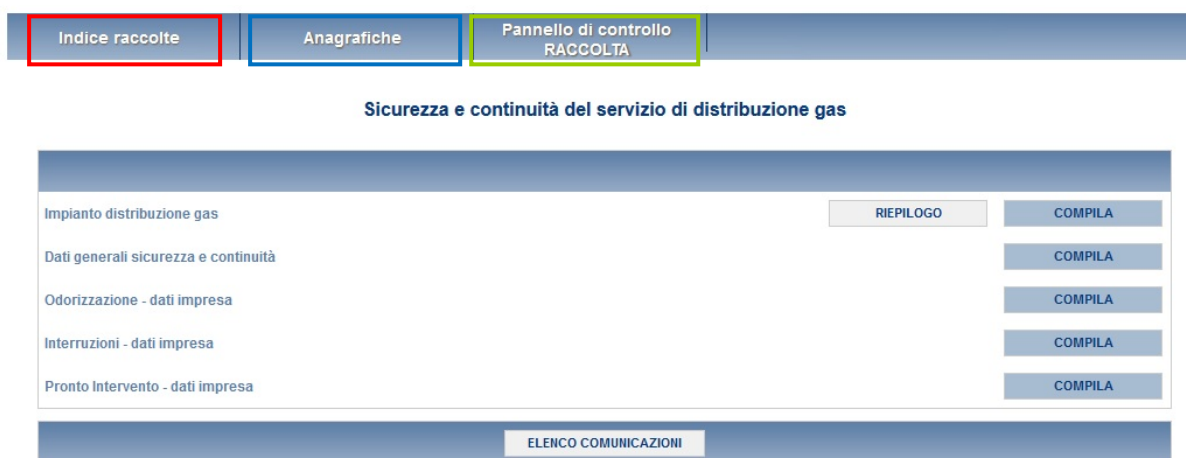 Indice raccolte
Anagrafiche
Pannello di controllo
RACCOLTA
Sicurezza e continuità del servizio di distribuzione gas
Impianto distribuzione gas RIEPILOGO COMPILA
Dati generali sicurezza e continuità COMPILA
Odorizzazione - dati impresa COMPILA
Interruzioni - dati impresa COMPILA
Pronto Intervento - dati impresa COMPILA
ELENCO COMUNICAZIONI